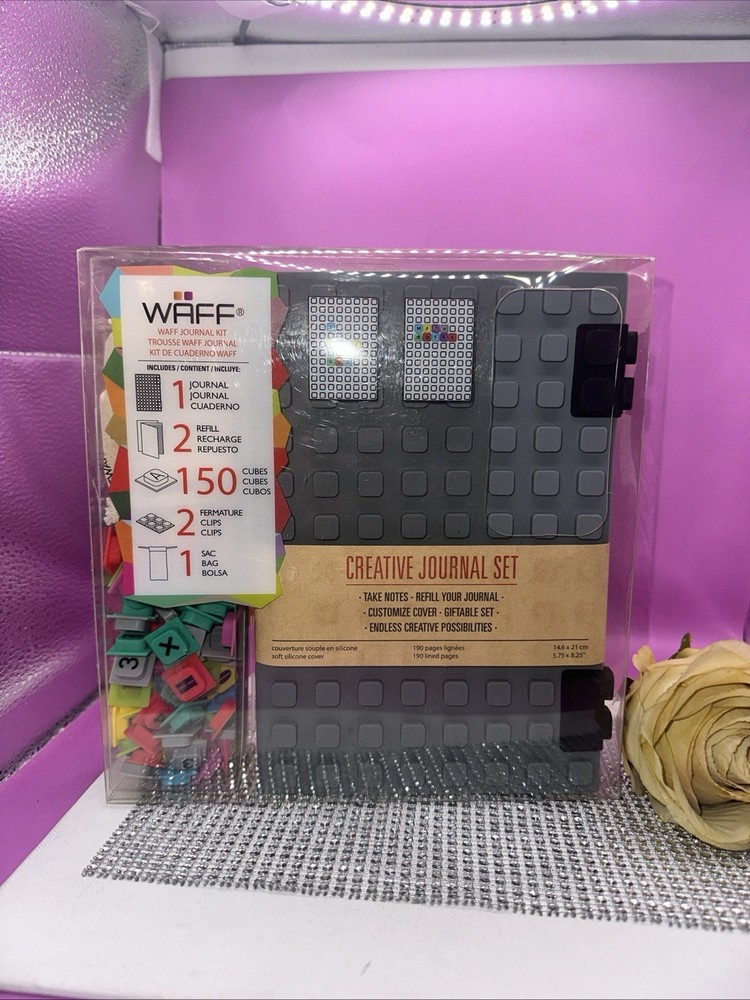 WAFF®
WAFF JOURNAL KIT
TROUSSE WAFF JOURNAL
KIT DE CUADERNO WAFF
INCLUDES / CONTIENT / INCLUYE:
1 JOURNAL
JOURNAL
CUADERNO
2 REFILL
RECHARGE
REPUESTO
150 CUBES
CUBES
CUBOS
2 FERMATURE
CLIPS
CLIPS
1 SAC
BAG
BOLSA
CREATIVE JOURNAL SET
· TAKE NOTES · REFILL YOUR JOURNAL ·
· CUSTOMIZE COVER · GIFTABLE SET ·
· ENDLESS CREATIVE POSSIBILITIES ·
couverture souple en silicone 190 pages lignées 14.6 x 21 cm
soft silicone cover 190 lined pages 5.75 x 8.25"
3
X